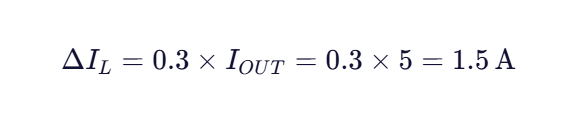 ΔI_L = 0.3 × I_OUT = 0.3 × 5 = 1.5 A